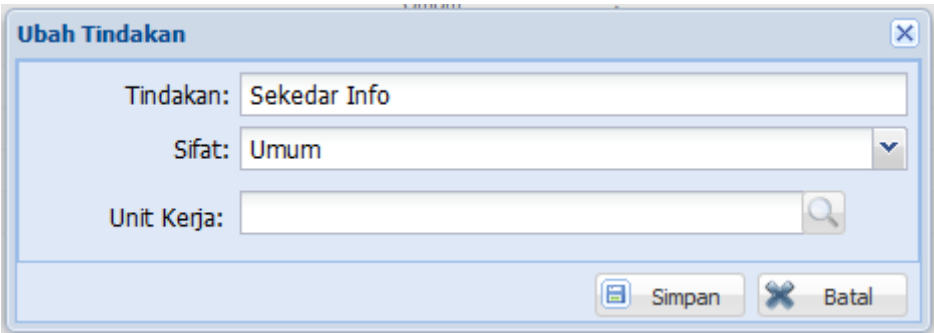 Ubah Tindakan
Tindakan: Sekedar Info
Sifat: Umum
Unit Kerja:
Simpan Batal